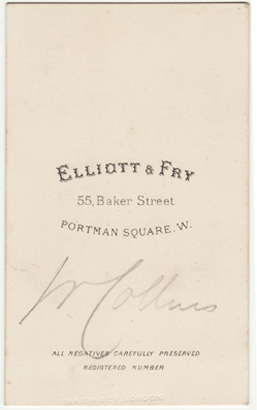 ELLIOTT & FRY
55, Baker Street
PORTMAN SQUARE. W.
W Collins
ALL NEGATIVES CAREFULLY PRESERVED
REGISTERED NUMBER